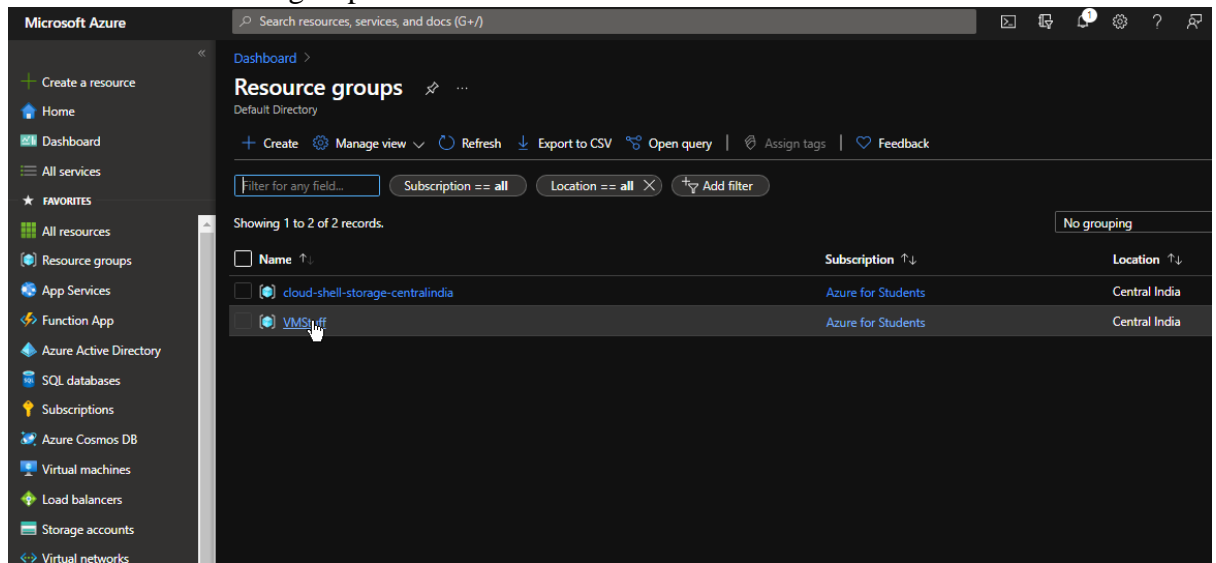 Microsoft Azure
Search resources, services, and docs (G+/)
1
«
Create a resource
Home
Dashboard
All services
FAVORITES
All resources
Resource groups
App Services
Function App
Azure Active Directory
SQL databases
Subscriptions
Azure Cosmos DB
Virtual machines
Load balancers
Storage accounts
Virtual networks
Dashboard >
Resource groups ...
Default Directory
+ Create Manage view Refresh Export to CSV Open query | Assign tags | Feedback
Filter for any field... Subscription == all Location == all Add filter
Showing 1 to 2 of 2 records. No grouping
Name ↑↓ Subscription ↑↓ Location ↑↓
cloud-shell-storage-centralindia Azure for Students Central India
VMStuff Azure for Students Central India